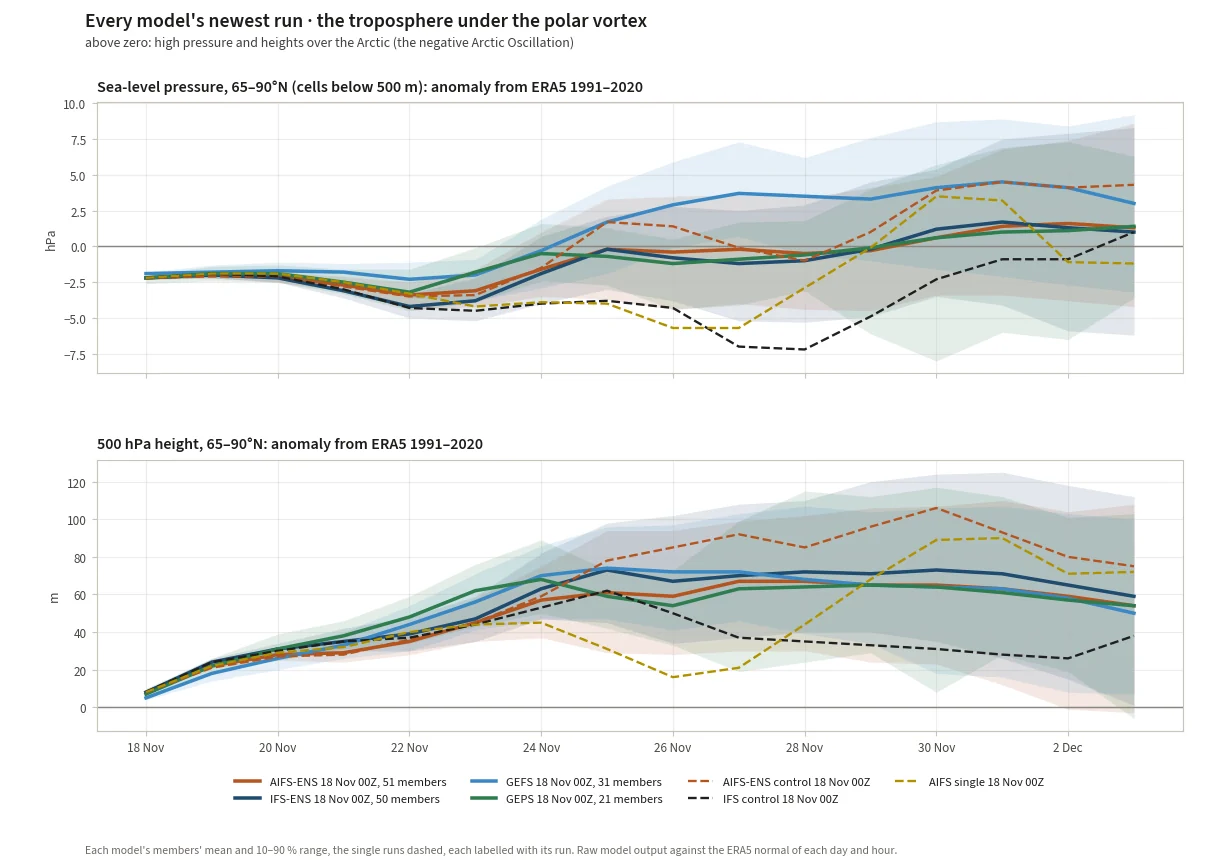 Every model's newest run · the troposphere under the polar vortex
above zero: high pressure and heights over the Arctic (the negative Arctic Oscillation)
Sea-level pressure, 65–90°N (cells below 500 m): anomaly from ERA5 1991–2020
10.0
7.5
5.0
2.5
0.0
−2.5
−5.0
−7.5
hPa
500 hPa height, 65–90°N: anomaly from ERA5 1991–2020
120
100
80
60
40
20
0
m
18 Nov 20 Nov 22 Nov 24 Nov 26 Nov 28 Nov 30 Nov 2 Dec
AIFS-ENS 18 Nov 00Z, 51 members GEFS 18 Nov 00Z, 31 members AIFS-ENS control 18 Nov 00Z AIFS single 18 Nov 00Z
IFS-ENS 18 Nov 00Z, 50 members GEPS 18 Nov 00Z, 21 members IFS control 18 Nov 00Z
Each model's members' mean and 10–90 % range, the single runs dashed, each labelled with its run. Raw model output against the ERA5 normal of each day and hour.